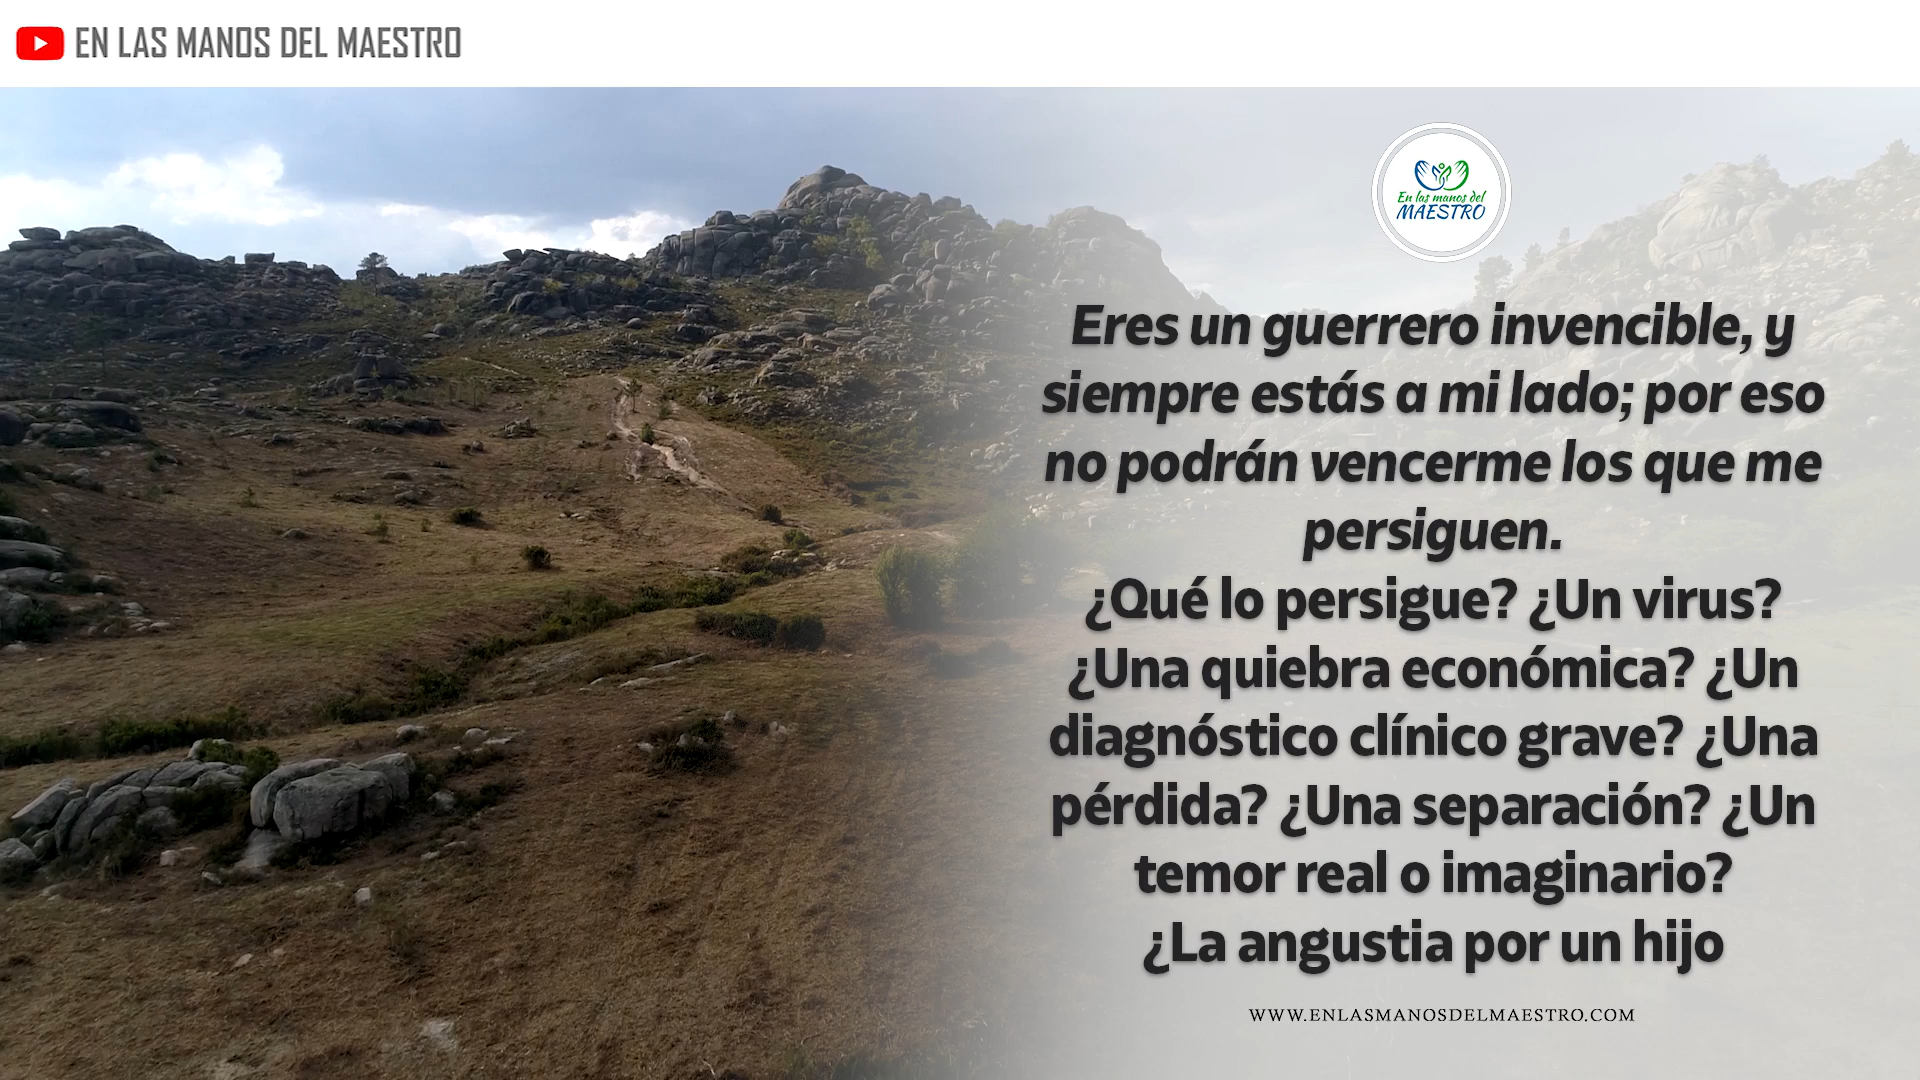 EN LAS MANOS DEL MAESTRO
En las manos del
MAESTRO
Eres un guerrero invencible, y
siempre estás a mi lado; por eso
no podrán vencerme los que me
persiguen.
¿Qué lo persigue? ¿Un virus?
¿Una quiebra económica? ¿Un
diagnóstico clínico grave? ¿Una
pérdida? ¿Una separación? ¿Un
temor real o imaginario?
¿La angustia por un hijo
WWW.ENLASMANOSDELMAESTRO.COM